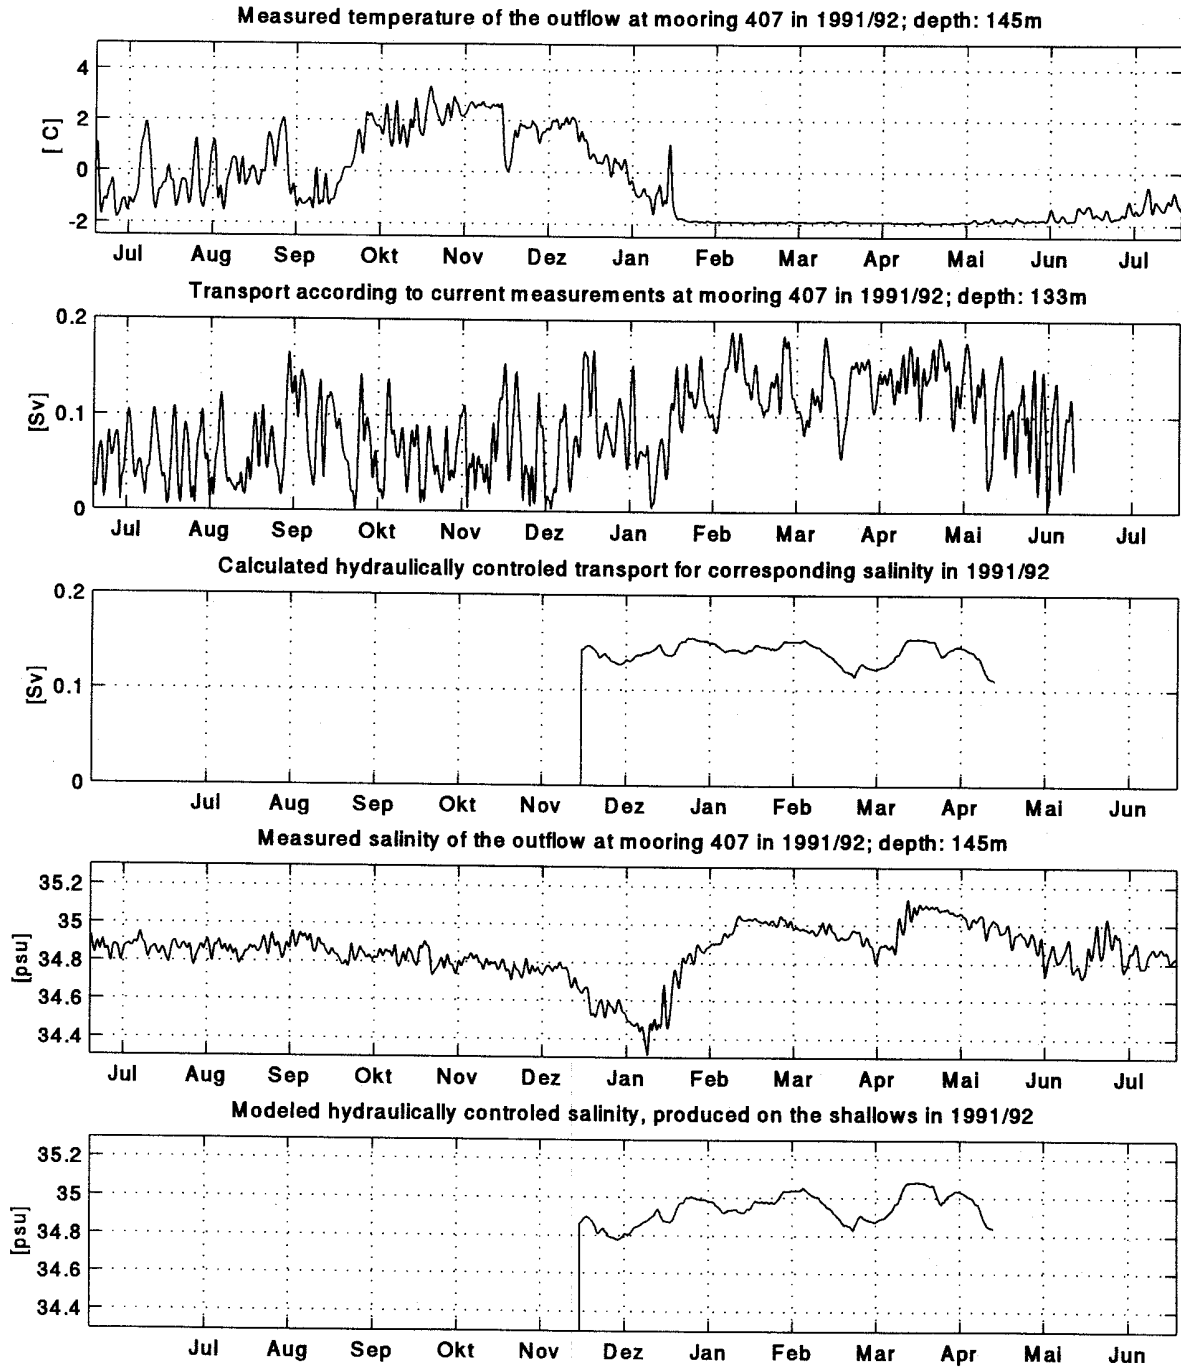 Measured temperature of the outflow at mooring 407 in 1991/92; depth: 145m
4
2
0
-2
[ C]
Jul Aug Sep Okt Nov Dez Jan Feb Mar Apr Mai Jun Jul
Transport according to current measurements at mooring 407 in 1991/92; depth: 133m
0.2
0.1
0
[Sv]
Jul Aug Sep Okt Nov Dez Jan Feb Mar Apr Mai Jun Jul
Calculated hydraulically controled transport for corresponding salinity in 1991/92
0.2
0.1
0
[Sv]
Jul Aug Sep Okt Nov Dez Jan Feb Mar Apr Mai Jun
Measured salinity of the outflow at mooring 407 in 1991/92; depth: 145m
35.2
35
34.8
34.6
34.4
[psu]
Jul Aug Sep Okt Nov Dez Jan Feb Mar Apr Mai Jun Jul
Modeled hydraulically controled salinity, produced on the shallows in 1991/92
35.2
35
34.8
34.6
34.4
[psu]
Jul Aug Sep Okt Nov Dez Jan Feb Mar Apr Mai Jun